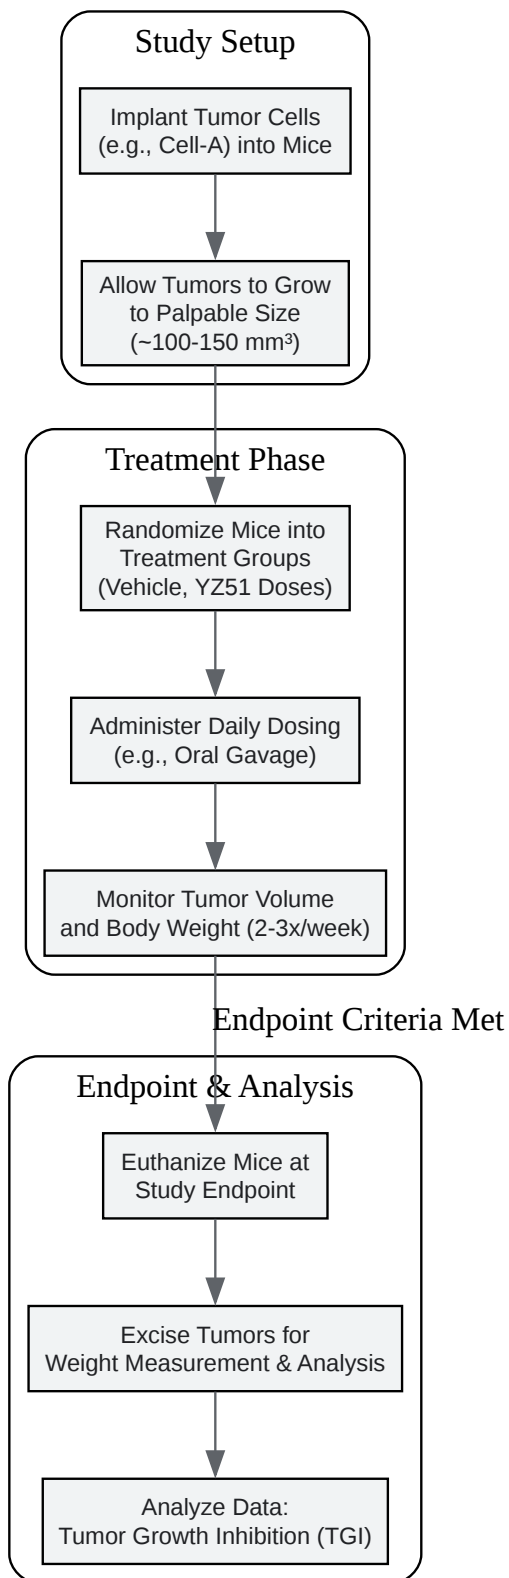 Study Setup
Implant Tumor Cells
(e.g., Cell-A) into Mice
Allow Tumors to Grow
to Palpable Size
(~100-150 mm³)
Treatment Phase
Randomize Mice into
Treatment Groups
(Vehicle, YZ51 Doses)
Administer Daily Dosing
(e.g., Oral Gavage)
Monitor Tumor Volume
and Body Weight (2-3x/week)
Endpoint Criteria Met
Endpoint & Analysis
Euthanize Mice at
Study Endpoint
Excise Tumors for
Weight Measurement & Analysis
Analyze Data:
Tumor Growth Inhibition (TGI)